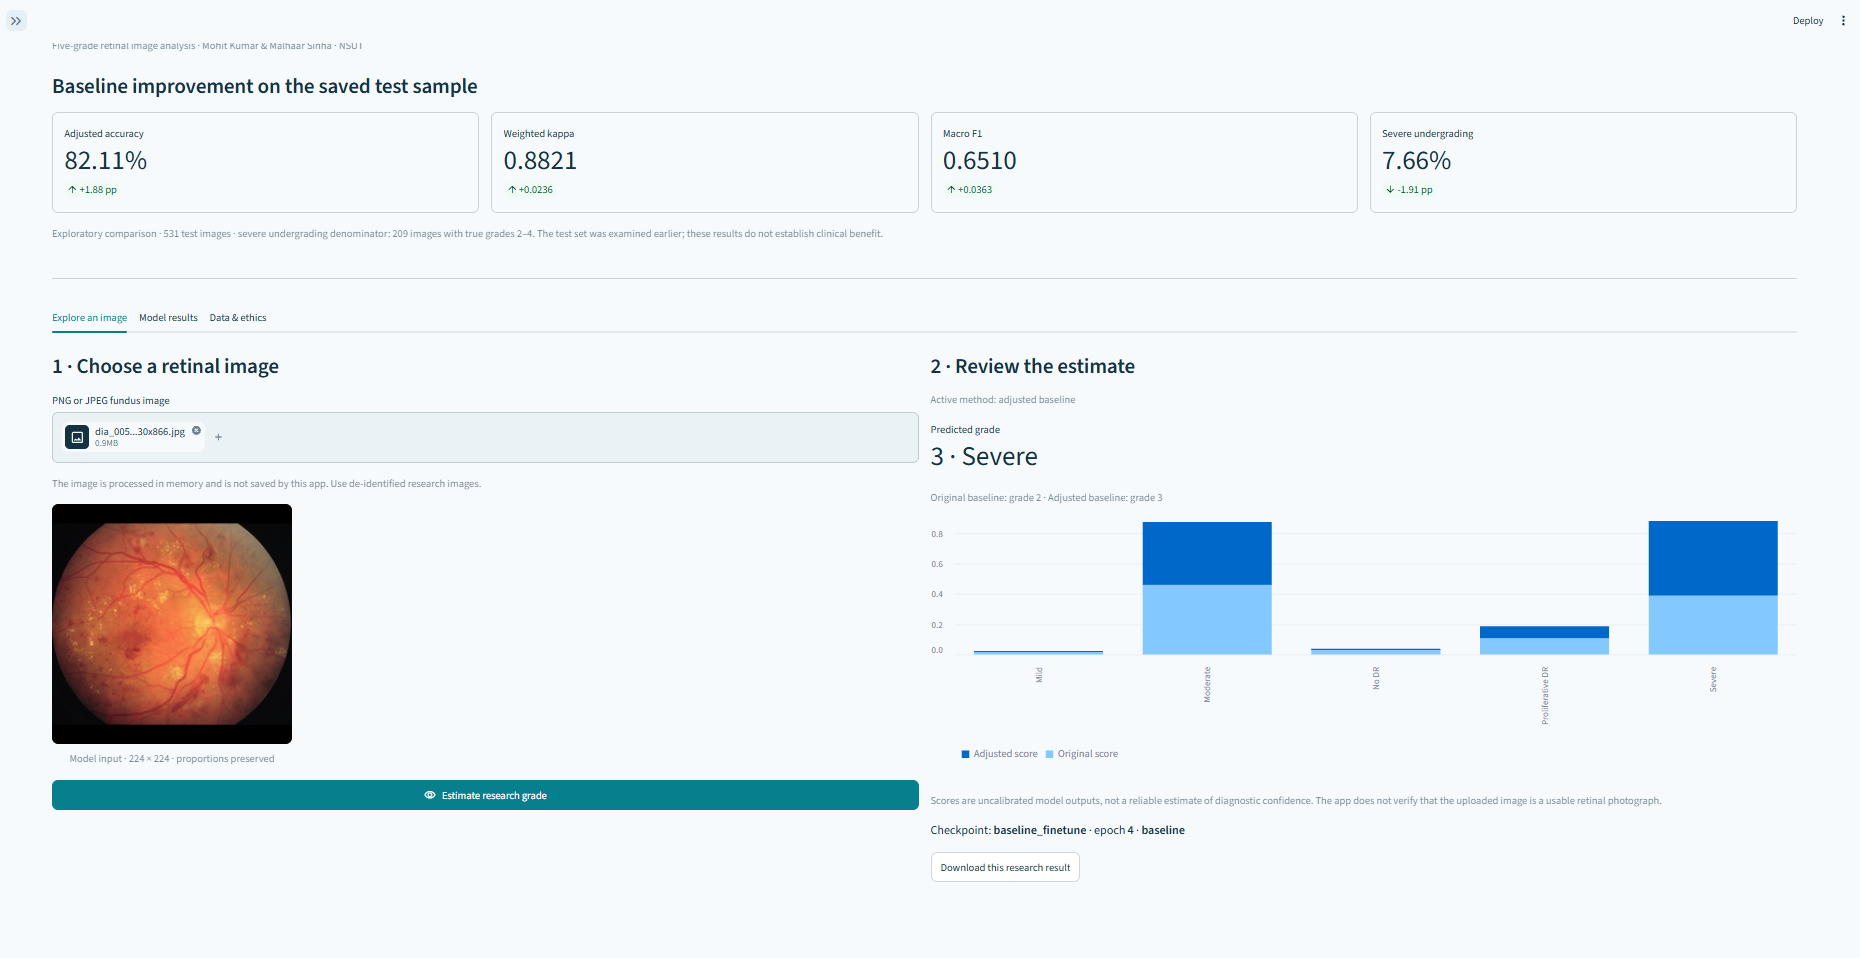 Deploy
Five-grade retinal image analysis · Mohit Kumar & Malhaar Sinha · NSUT
Baseline improvement on the saved test sample
Adjusted accuracy
82.11%
↑ +1.88 pp
Weighted kappa
0.8821
↑ +0.0236
Macro F1
0.6510
↑ +0.0363
Severe undergrading
7.66%
↓ -1.91 pp
Exploratory comparison · 531 test images · severe undergrading denominator: 209 images with true grades 2–4. The test set was examined earlier; these results do not establish clinical benefit.
Explore an image
Model results
Data & ethics
1 · Choose a retinal image
PNG or JPEG fundus image
dia_005...30x866.jpg
0.9MB
The image is processed in memory and is not saved by this app. Use de-identified research images.
Model input · 224 × 224 · proportions preserved
Estimate research grade
2 · Review the estimate
Active method: adjusted baseline
Predicted grade
3 · Severe
Original baseline: grade 2 · Adjusted baseline: grade 3
0.8
0.6
0.4
0.2
0.0
Mild
Moderate
No DR
Proliferative DR
Severe
Adjusted score
Original score
Scores are uncalibrated model outputs, not a reliable estimate of diagnostic confidence. The app does not verify that the uploaded image is a usable retinal photograph.
Checkpoint: baseline_finetune · epoch 4 · baseline
Download this research result